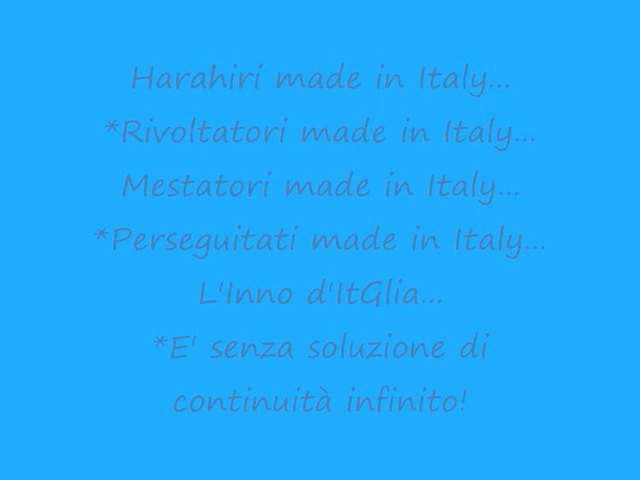 Harahiri made in Italy...
*Rivoltatori made in Italy...
Mestatori made in Italy...
*Perseguitati made in Italy...
L'Inno d'ItGlia...
*E' senza soluzione di
continuità infinito!